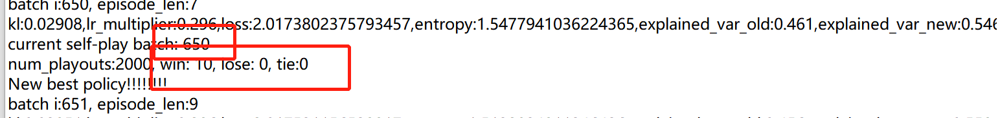 batch i:650, episode_len:7
kl:0.02908,lr_multiplier:0.296,loss:2.0173802375793457,entropy:1.5477941036224365,explained_var_old:0.461,explained_var_new:0.546
current self-play batch: 650
num_playouts:2000, win: 10, lose: 0, tie:0
New best policy!!!!!!!!
batch i:651, episode_len:9